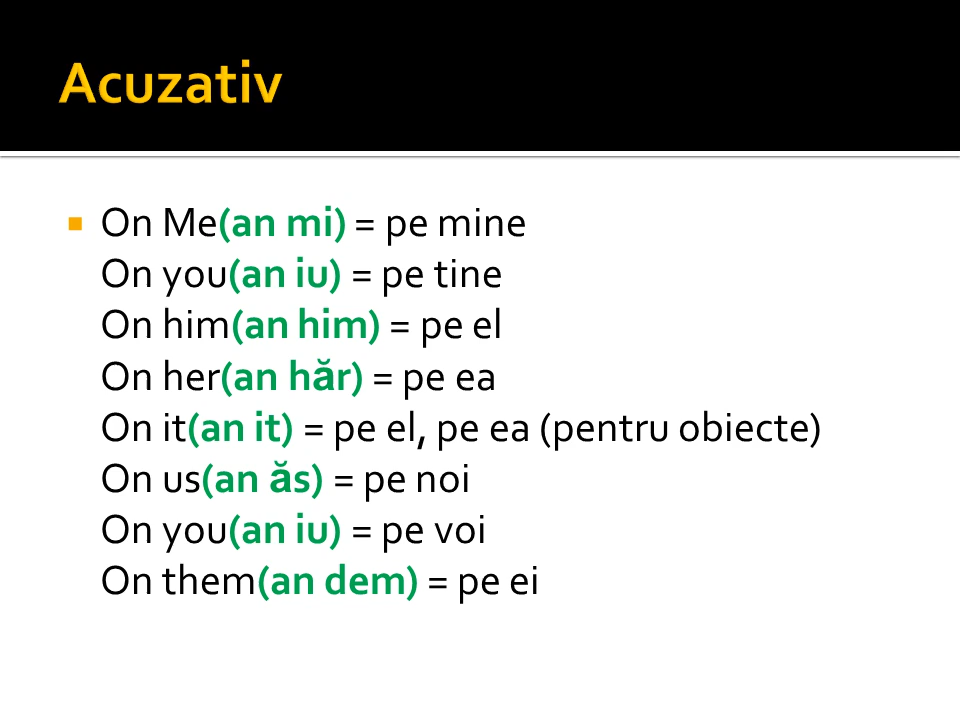 Acuzativ
On Me(an mi) = pe mine
On you(an iu) = pe tine
On him(an him) = pe el
On her(an hăr) = pe ea
On it(an it) = pe el, pe ea (pentru obiecte)
On us(an ăs) = pe noi
On you(an iu) = pe voi
On them(an dem) = pe ei